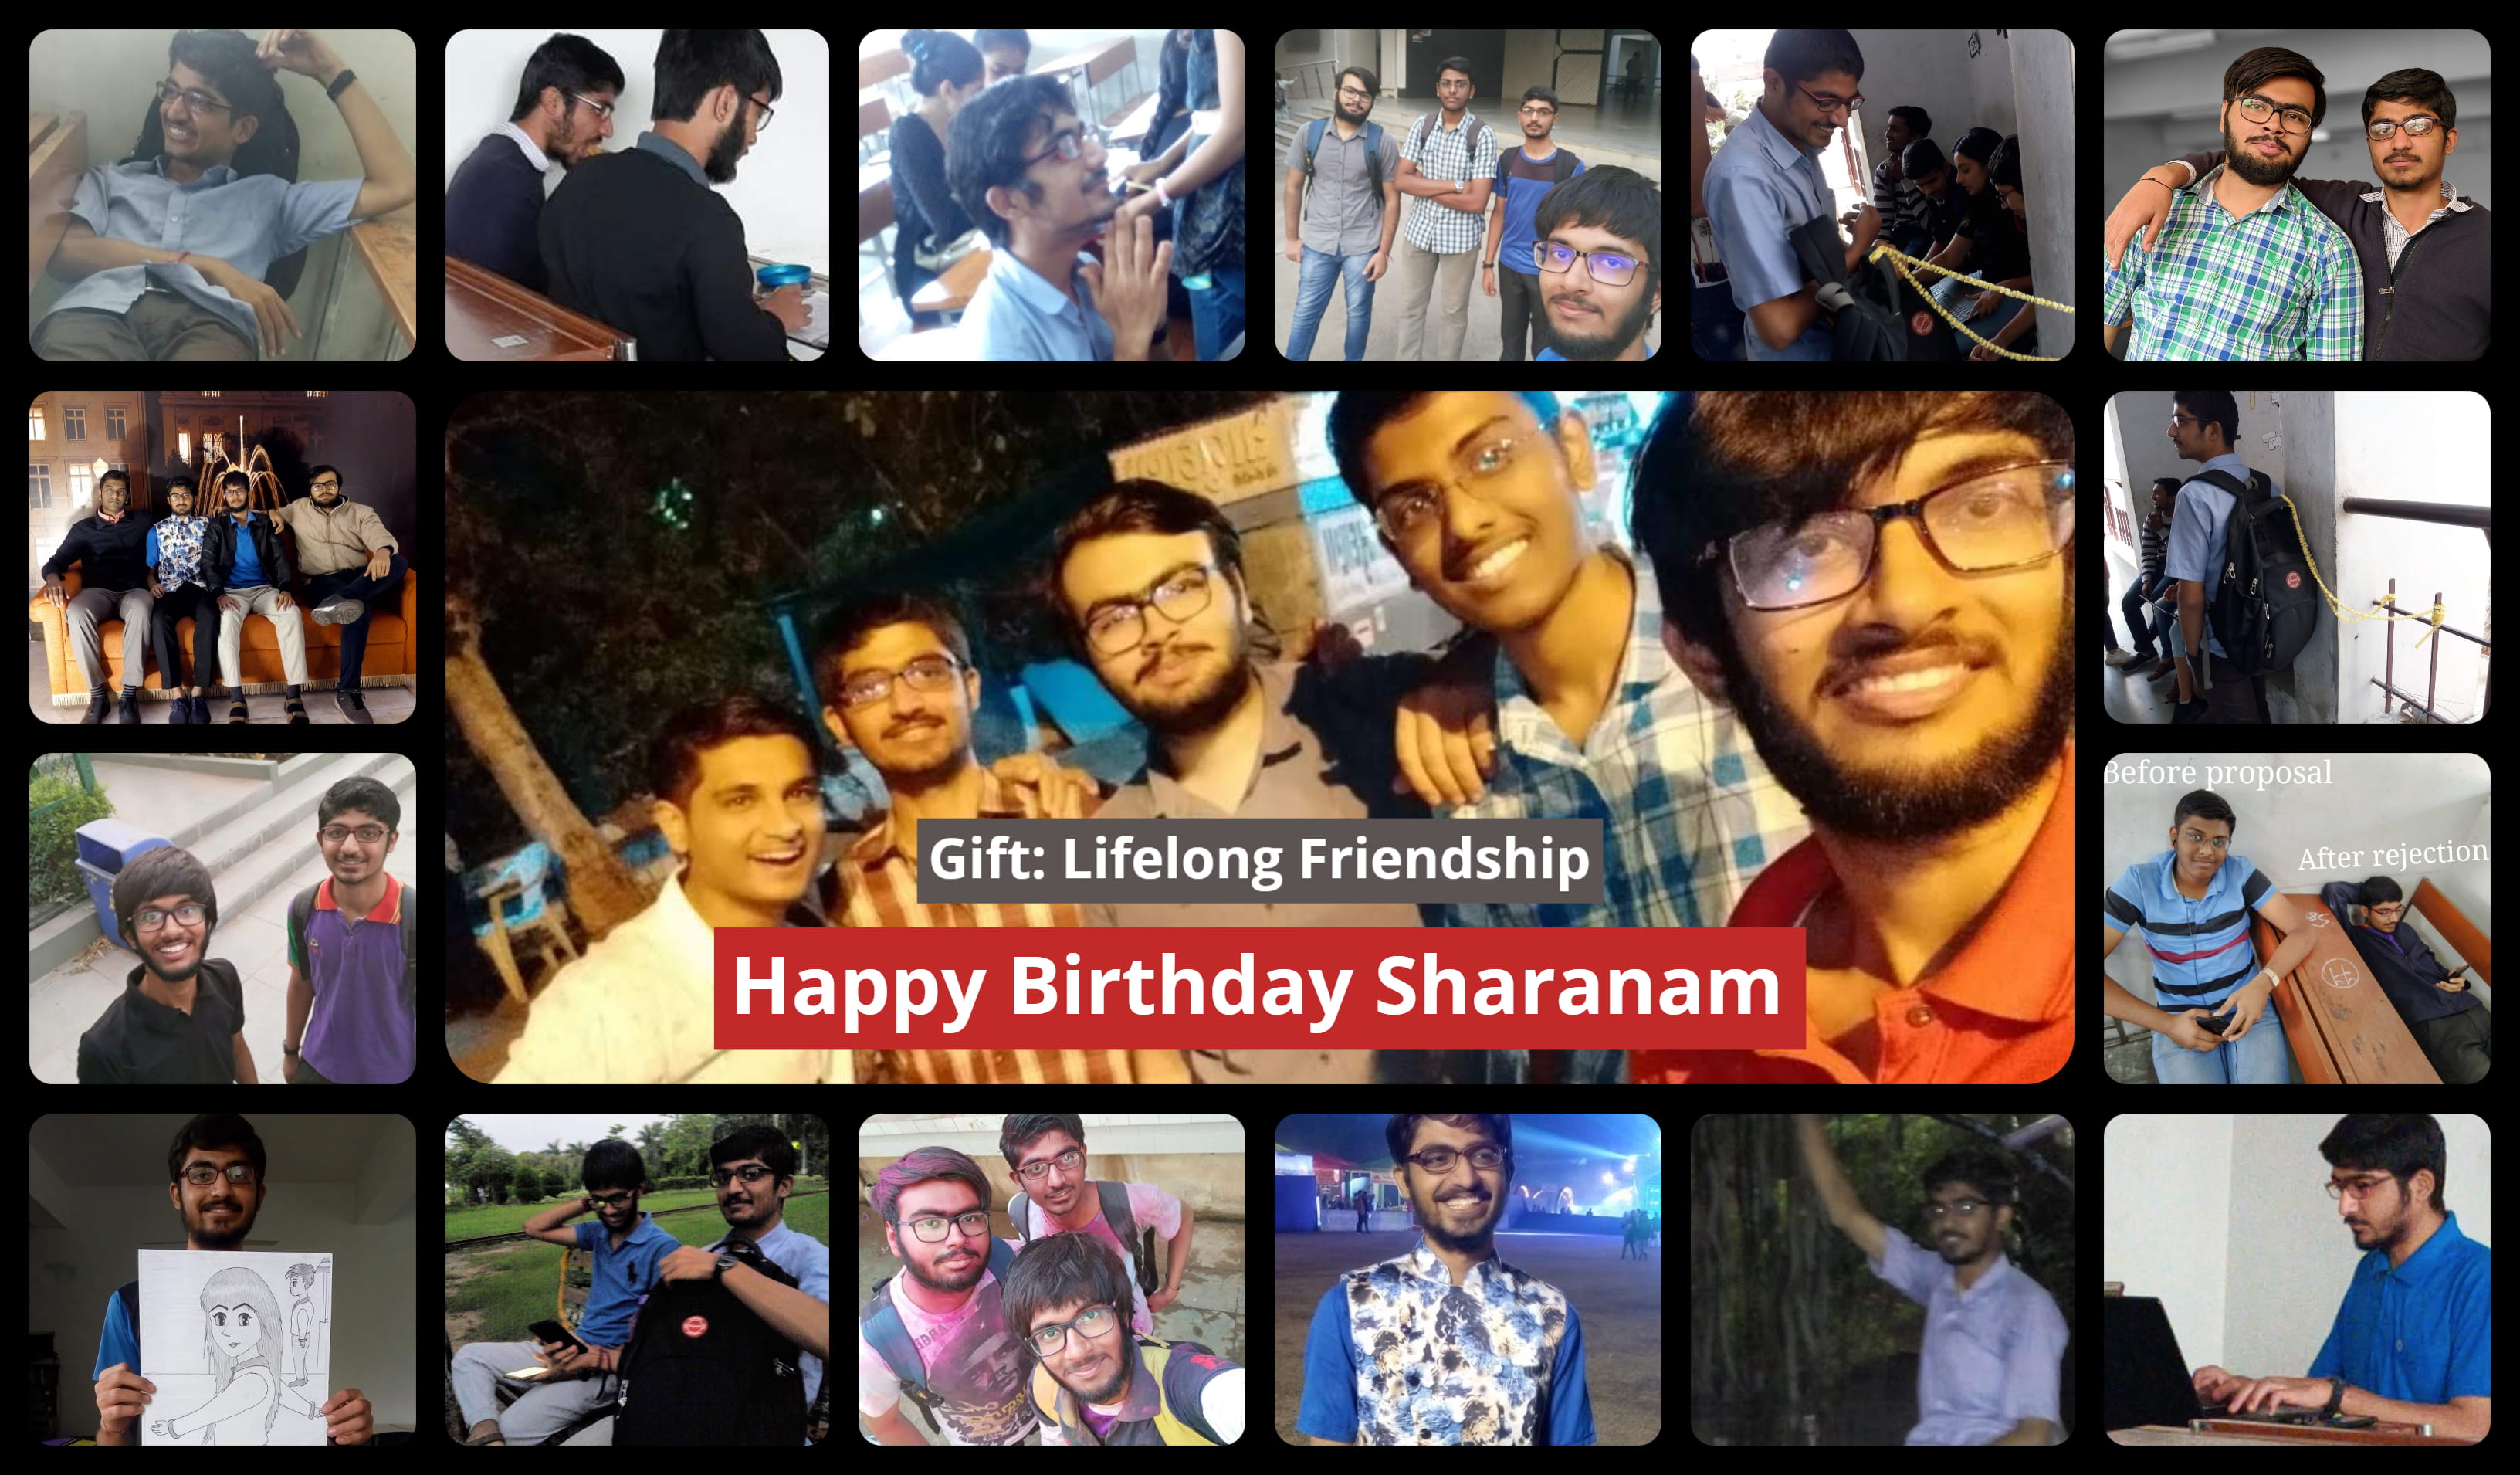 Gift: Lifelong Friendship
Happy Birthday Sharanam
Before proposal
After rejection